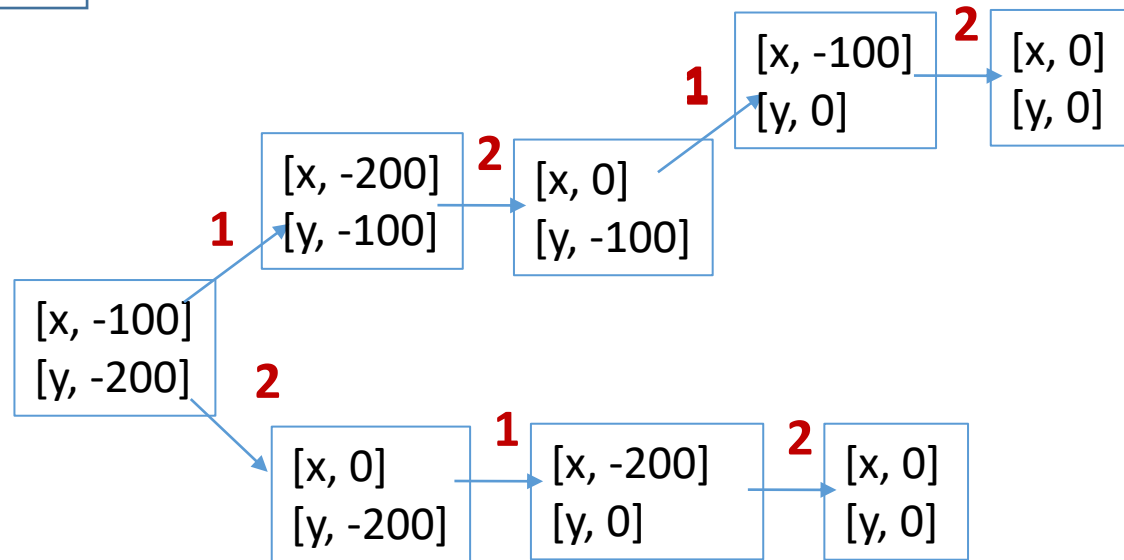 [x, -100]
[y, -200]
1
[x, -200]
[y, -100]
2
[x, 0]
[y, -100]
1
[x, -100]
[y, 0]
2
[x, 0]
[y, 0]
2
[x, 0]
[y, -200]
1
[x, -200]
[y, 0]
2
[x, 0]
[y, 0]